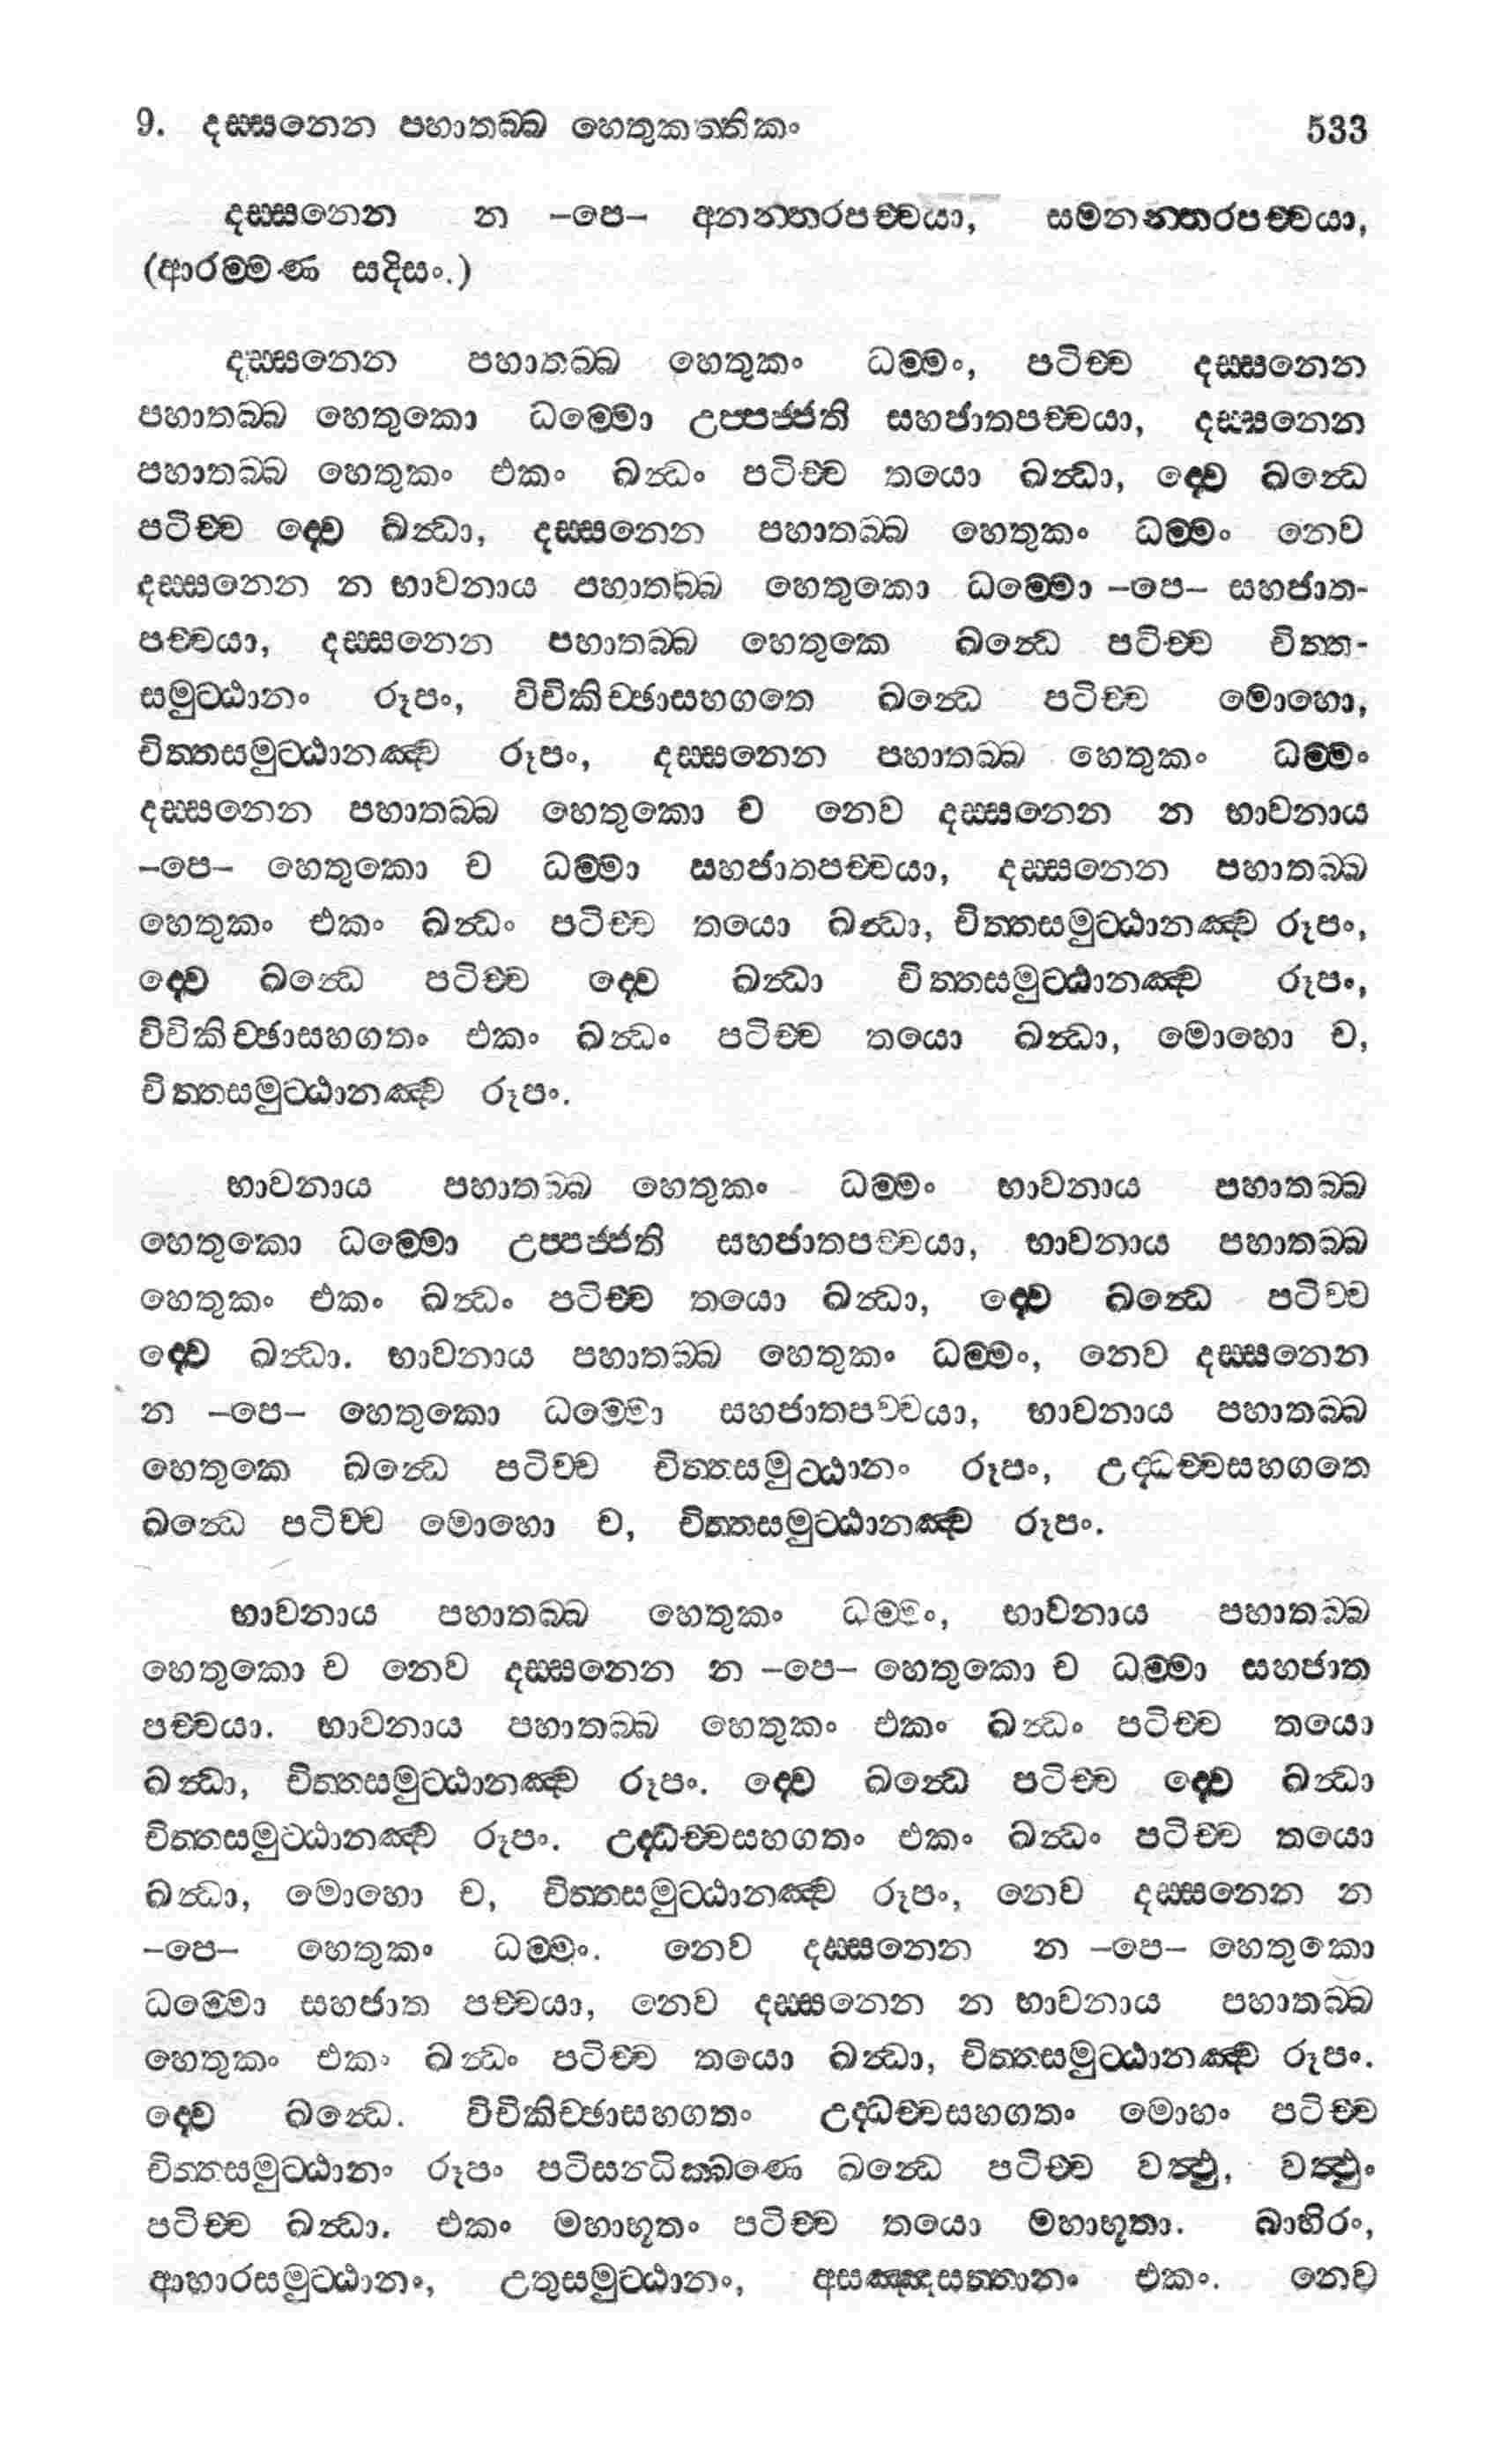 9. දස්සනෙන පහාතබ්බ හෙතුකත්තිකං 533
දස්සනෙන න –පෙ– අනන්තරපච්චයා, සමනන්තරපච්චයා,
(ආරම්මණ සදිසං.)
දස්සනෙන පහාතබ්බ හෙතුකං ධම්මං, පටිච්ච දස්සනෙන
පහාතබ්බ හෙතුකො ධම්මො උප්පජ්ජති සහජාතපච්චයා, දස්සනෙන
පහාතබ්බ හෙතුකං එකං ඛන්ධං පටිච්ච තයො ඛන්ධා, ද්වෙ ඛන්ධෙ
පටිච්ච ද්වෙ ඛන්ධා, දස්සනෙන පහාතබ්බ හෙතුකං ධම්මං නෙව
දස්සනෙන න භාවනාය පහාතබ්බ හෙතුකො ධම්මො –පෙ– සහජාත-
පච්චයා, දස්සනෙන පහාතබ්බ හෙතුකෙ ඛන්ධෙ පටිච්ච චිත්ත-
සමුට්ඨානං රූපං, විචිකිච්ඡාසහගතෙ ඛන්ධෙ පටිච්ච මොහො,
චිත්තසමුට්ඨානඤ්ච රූපං, දස්සනෙන පහාතබ්බ හෙතුකං ධම්මං
දස්සනෙන පහාතබ්බ හෙතුකො ච නෙව දස්සනෙන න භාවනාය
–පෙ– හෙතුකො ච ධම්මා සහජාතපච්චයා, දස්සනෙන පහාතබ්බ
හෙතුකං එකං ඛන්ධං පටිච්ච තයො ඛන්ධා, චිත්තසමුට්ඨානඤ්ච රූපං,
ද්වෙ ඛන්ධෙ පටිච්ච ද්වෙ ඛන්ධා චිත්තසමුට්ඨානඤ්ච රූපං,
විචිකිච්ඡාසහගතං එකං ඛන්ධං පටිච්ච තයො ඛන්ධා, මොහො ච,
චිත්තසමුට්ඨානඤ්ච රූපං.
භාවනාය පහාතබ්බ හෙතුකං ධම්මං භාවනාය පහාතබ්බ
හෙතුකො ධම්මො උප්පජ්ජති සහජාතපච්චයා, භාවනාය පහාතබ්බ
හෙතුකං එකං ඛන්ධං පටිච්ච තයො ඛන්ධා, ද්වෙ ඛන්ධෙ පටිච්ච
ද්වෙ ඛන්ධා. භාවනාය පහාතබ්බ හෙතුකං ධම්මං, නෙව දස්සනෙන
න –පෙ– හෙතුකො ධම්මො සහජාතපච්චයා, භාවනාය පහාතබ්බ
හෙතුකෙ ඛන්ධෙ පටිච්ච චිත්තසමුට්ඨානං රූපං, උද්ධච්චසහගතෙ
ඛන්ධෙ පටිච්ච මොහො ච, චිත්තසමුට්ඨානඤ්ච රූපං.
භාවනාය පහාතබ්බ හෙතුකං ධම්මං, භාවනාය පහාතබ්බ
හෙතුකො ච නෙව දස්සනෙන න –පෙ– හෙතුකො ච ධම්මා සහජාත
පච්චයා. භාවනාය පහාතබ්බ හෙතුකං එකං ඛන්ධං පටිච්ච තයො
ඛන්ධා, චිත්තසමුට්ඨානඤ්ච රූපං. ද්වෙ ඛන්ධෙ පටිච්ච ද්වෙ ඛන්ධා
චිත්තසමුට්ඨානඤ්ච රූපං. උද්ධච්චසහගතං එකං ඛන්ධං පටිච්ච තයො
ඛන්ධා, මොහො ච, චිත්තසමුට්ඨානඤ්ච රූපං, නෙව දස්සනෙන න
–පෙ– හෙතුකං ධම්මං. නෙව දස්සනෙන න –පෙ– හෙතුකො
ධම්මො සහජාත පච්චයා, නෙව දස්සනෙන න භාවනාය පහාතබ්බ
හෙතුකං එකං ඛන්ධං පටිච්ච තයො ඛන්ධා, චිත්තසමුට්ඨානඤ්ච රූපං.
ද්වෙ ඛන්ධෙ. විචිකිච්ඡාසහගතං උද්ධච්චසහගතං මොහං පටිච්ච
චිත්තසමුට්ඨානං රූපං පටිසන්ධික්ඛණෙ ඛන්ධෙ පටිච්ච වත්ථු, වත්ථුං
පටිච්ච ඛන්ධා. එකං මහාභූතං පටිච්ච තයො මහාභූතා. බාහිරං,
ආහාරසමුට්ඨානං, උතුසමුට්ඨානං, අසඤ්ඤසත්තානං එකං. නෙව